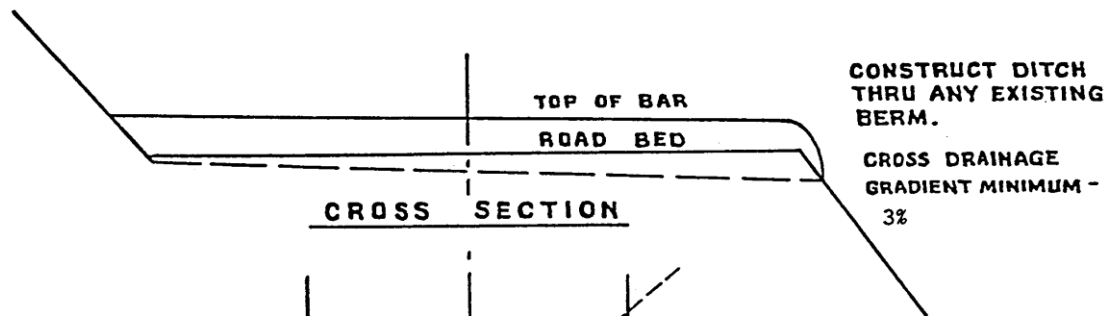 TOP OF BAR
ROAD BED
CROSS SECTION
CONSTRUCT DITCH
THRU ANY EXISTING
BERM.
CROSS DRAINAGE
GRADIENT MINIMUM -
3%